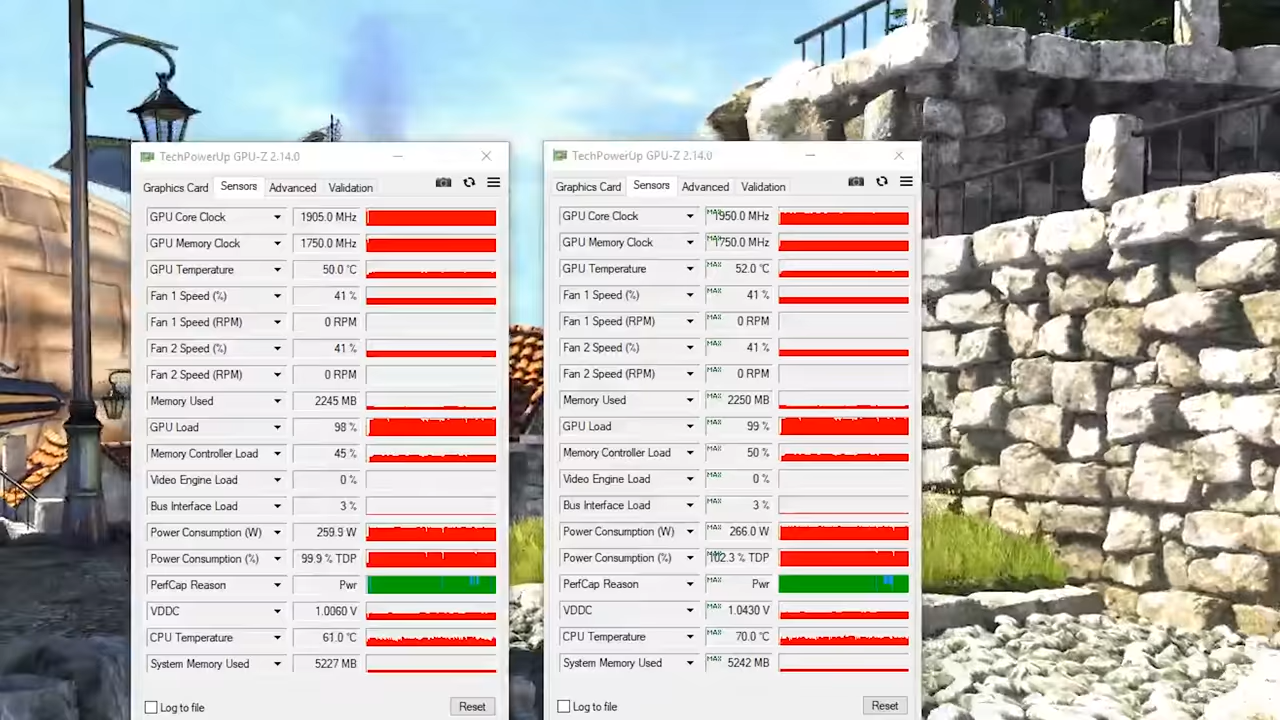 TechPowerUp GPU-Z 2.14.0
Graphics Card Sensors Advanced Validation
GPU Core Clock 1905.0 MHz
GPU Memory Clock 1750.0 MHz
GPU Temperature 50.0 °C
Fan 1 Speed (%) 41 %
Fan 1 Speed (RPM) 0 RPM
Fan 2 Speed (%) 41 %
Fan 2 Speed (RPM) 0 RPM
Memory Used 2245 MB
GPU Load 98 %
Memory Controller Load 45 %
Video Engine Load 0 %
Bus Interface Load 3 %
Power Consumption (W) 259.9 W
Power Consumption (%) 99.9 % TDP
PerfCap Reason Pwr
VDDC 1.0060 V
CPU Temperature 61.0 °C
System Memory Used 5227 MB
Log to file Reset
TechPowerUp GPU-Z 2.14.0
Graphics Card Sensors Advanced Validation
GPU Core Clock MAX 1950.0 MHz
GPU Memory Clock MAX 1750.0 MHz
GPU Temperature MAX 52.0 °C
Fan 1 Speed (%) MAX 41 %
Fan 1 Speed (RPM) MAX 0 RPM
Fan 2 Speed (%) MAX 41 %
Fan 2 Speed (RPM) MAX 0 RPM
Memory Used MAX 2250 MB
GPU Load MAX 99 %
Memory Controller Load MAX 50 %
Video Engine Load MAX 0 %
Bus Interface Load MAX 3 %
Power Consumption (W) MAX 266.0 W
Power Consumption (%) MAX 102.3 % TDP
PerfCap Reason MAX Pwr
VDDC MAX 1.0430 V
CPU Temperature MAX 70.0 °C
System Memory Used MAX 5242 MB
Log to file Reset